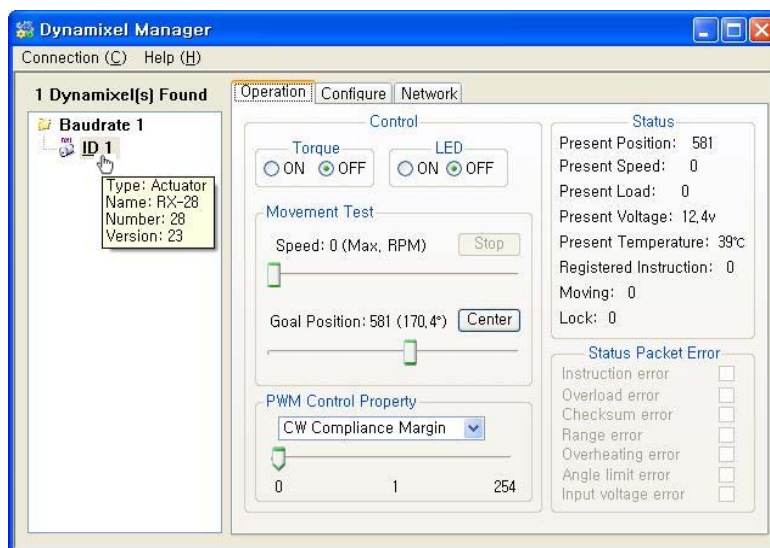 Dynamixel Manager
Connection (C) Help (H)
1 Dynamixel(s) Found
Baudrate 1
ID 1
Type: Actuator
Name: RX-28
Number: 28
Version: 23
Operation Configure Network
Control
Torque
ON OFF
LED
ON OFF
Movement Test
Speed: 0 (Max. RPM) Stop
Goal Position: 581 (170.4°) Center
PWM Control Property
CW Compliance Margin
0 1 254
Status
Present Position: 581
Present Speed: 0
Present Load: 0
Present Voltage: 12.4v
Present Temperature: 39℃
Registered Instruction: 0
Moving: 0
Lock: 0
Status Packet Error
Instruction error
Overload error
Checksum error
Range error
Overheating error
Angle limit error
Input voltage error